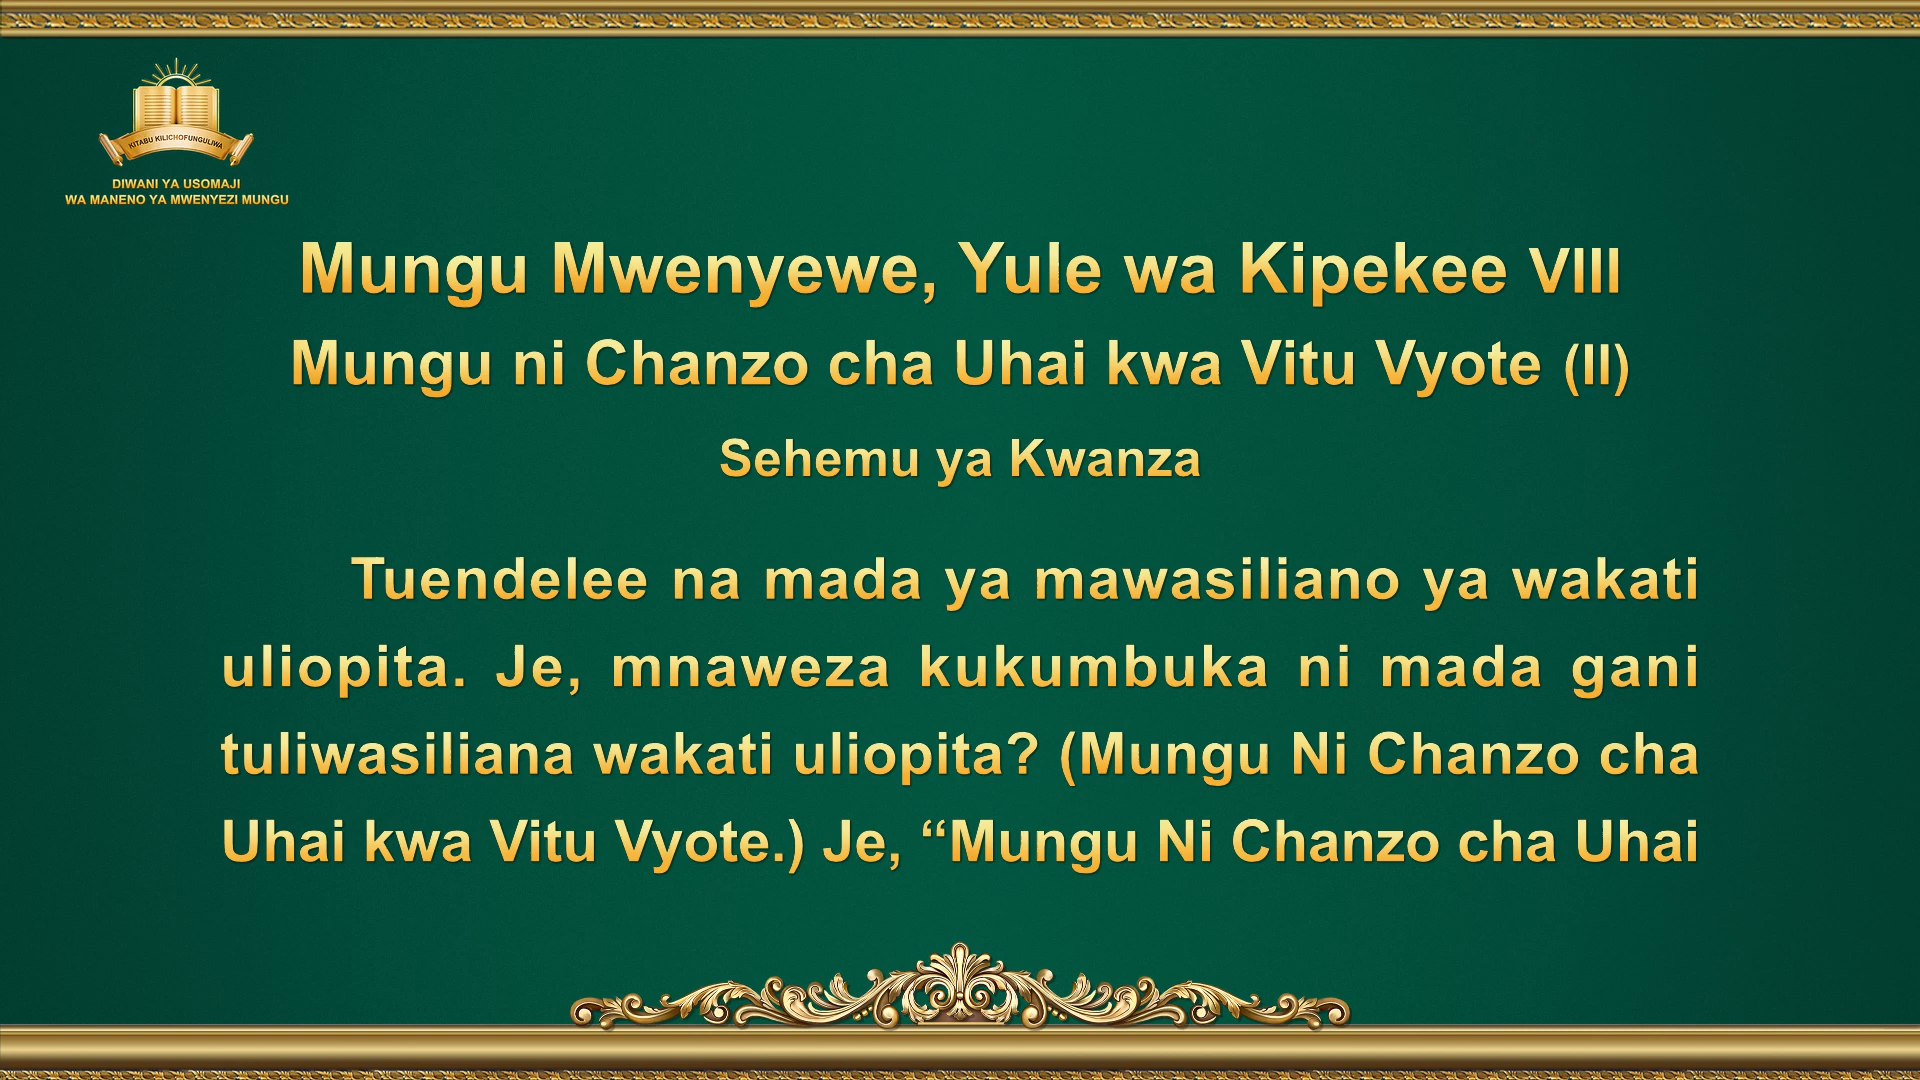 KITABU KILICHOFUNGULIWA
DIWANI YA USOMAJI
WA MANENO YA MWENYEZI MUNGU
Mungu Mwenyewe, Yule wa Kipekee VIII
Mungu ni Chanzo cha Uhai kwa Vitu Vyote (II)
Sehemu ya Kwanza
Tuendelee na mada ya mawasiliano ya wakati
uliopita. Je, mnaweza kukumbuka ni mada gani
tuliwasiliana wakati uliopita? (Mungu Ni Chanzo cha
Uhai kwa Vitu Vyote.) Je, “Mungu Ni Chanzo cha Uhai